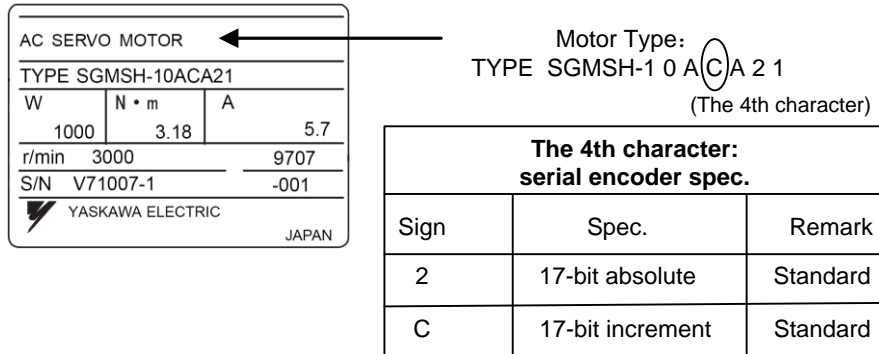 AC SERVO MOTOR
TYPE SGMSH-10ACA21
W N・m A
1000 3.18 5.7
r/min 3000 9707
S/N V71007-1 -001
YASKAWA ELECTRIC
JAPAN
Motor Type：
TYPE SGMSH-1 0 A C A 2 1
(The 4th character)
The 4th character:
serial encoder spec.
Sign Spec. Remark
2 17-bit absolute Standard
C 17-bit increment Standard